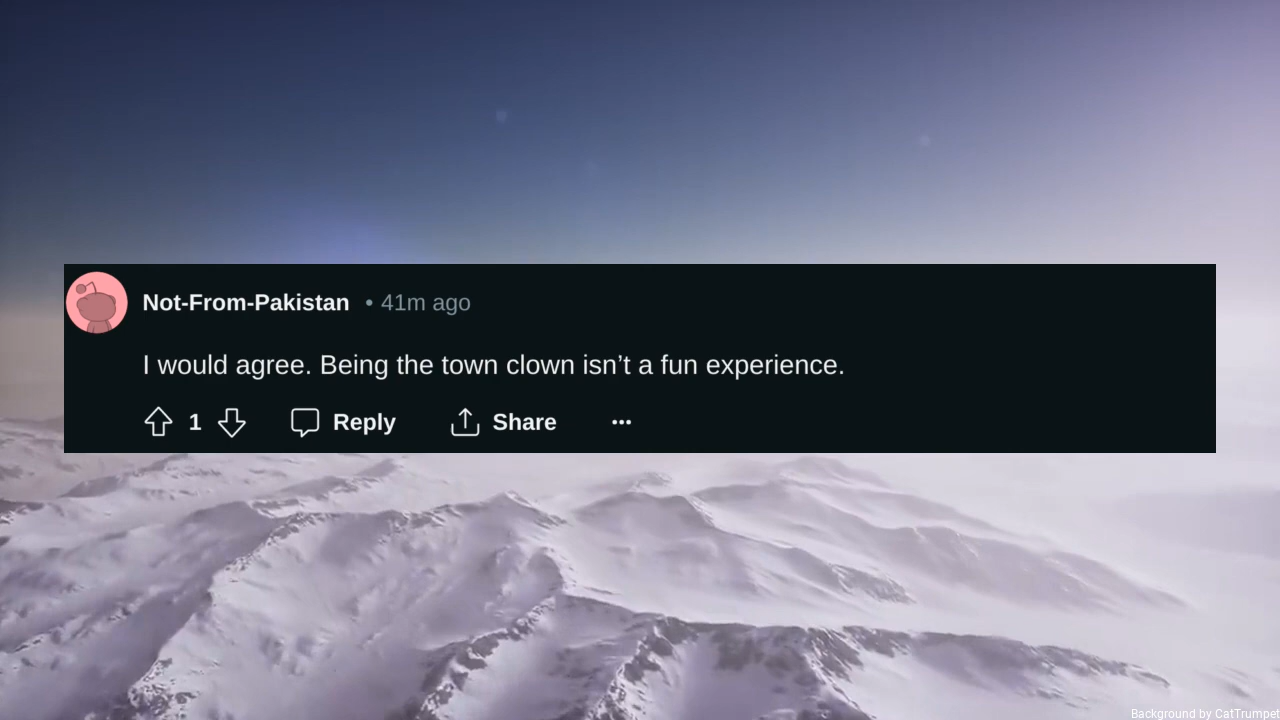 Not-From-Pakistan • 41m ago
I would agree. Being the town clown isn’t a fun experience.
1 Reply Share ...
Background by CatTrumpet